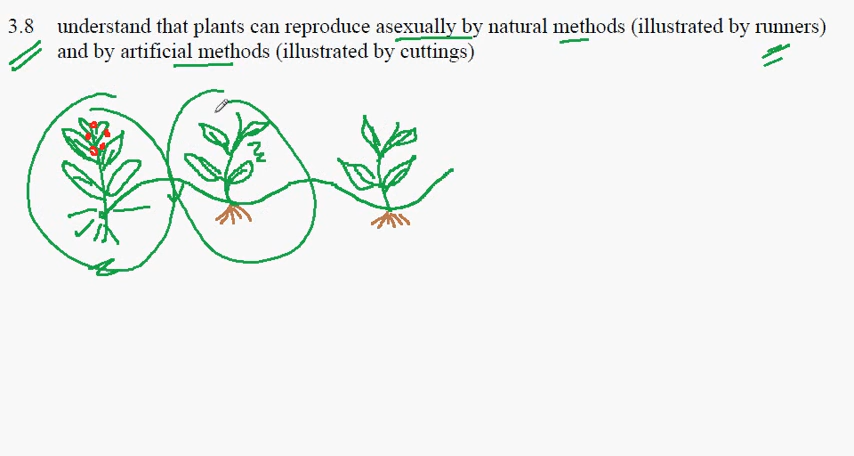 3.8 understand that plants can reproduce asexually by natural methods (illustrated by runners)
and by artificial methods (illustrated by cuttings)